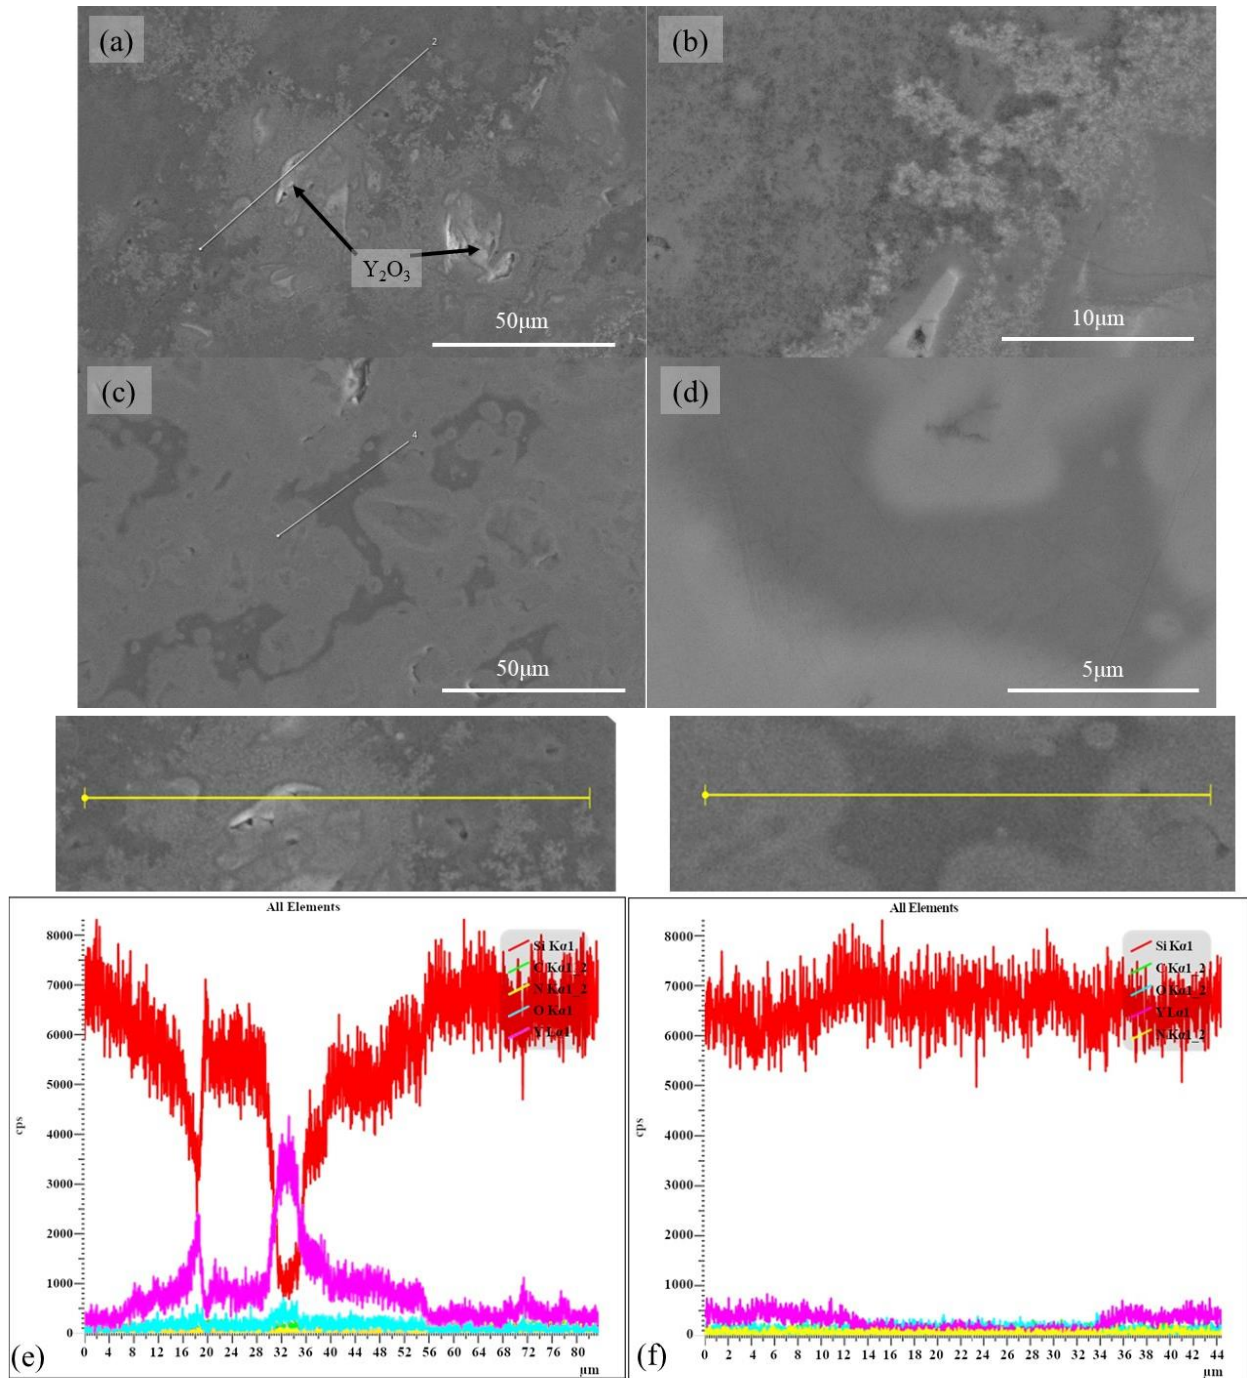 (a)
2
Y₂O₃
50µm
(b)
10µm
(c)
4
50µm
(d)
5µm
All Elements
8000
7000
6000
5000
4000
3000
2000
1000
0
cps
Si Kα1
C Kα1_2
N Kα1_2
O Kα1
Y Lα1
0 4 8 12 16 20 24 28 32 36 40 44 48 52 56 60 64 68 72 76 80
µm
(e)
All Elements
8000
7000
6000
5000
4000
3000
2000
1000
0
cps
Si Kα1
C Kα1_2
O Kα1_2
Y Lα1
N Kα1_2
0 2 4 6 8 10 12 14 16 18 20 22 24 26 28 30 32 34 36 38 40 42 44
µm
(f)